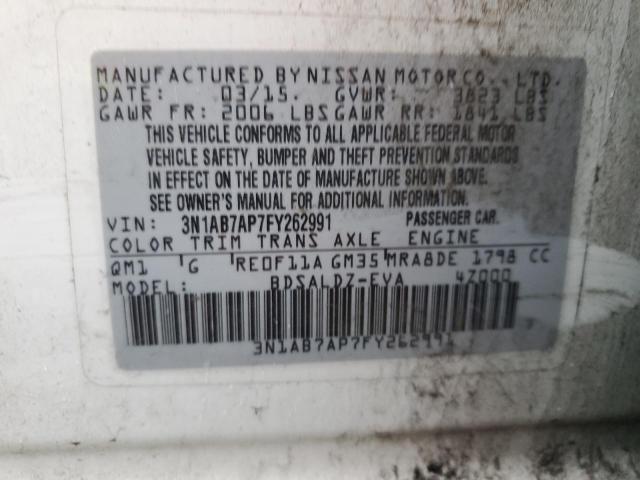 MANUFACTURED BY NISSAN MOTOR CO., LTD.
DATE: 03/15. GVWR: 3823 LBS
GAWR FR: 2006 LBS GAWR RR: 1841 LBS
THIS VEHICLE CONFORMS TO ALL APPLICABLE FEDERAL MOTOR
VEHICLE SAFETY, BUMPER AND THEFT PREVENTION STANDARDS
IN EFFECT ON THE DATE OF MANUFACTURE SHOWN ABOVE.
SEE OWNER'S MANUAL FOR ADDITIONAL INFORMATION.
VIN: 3N1AB7AP7FY262991 PASSENGER CAR.
COLOR TRIM TRANS AXLE ENGINE
QM1 G RE0F11A GM35 MRA8DE 1798 CC
MODEL: BDSALDZ-EVA 4Z000
7
3N1AB7AP7FY262991